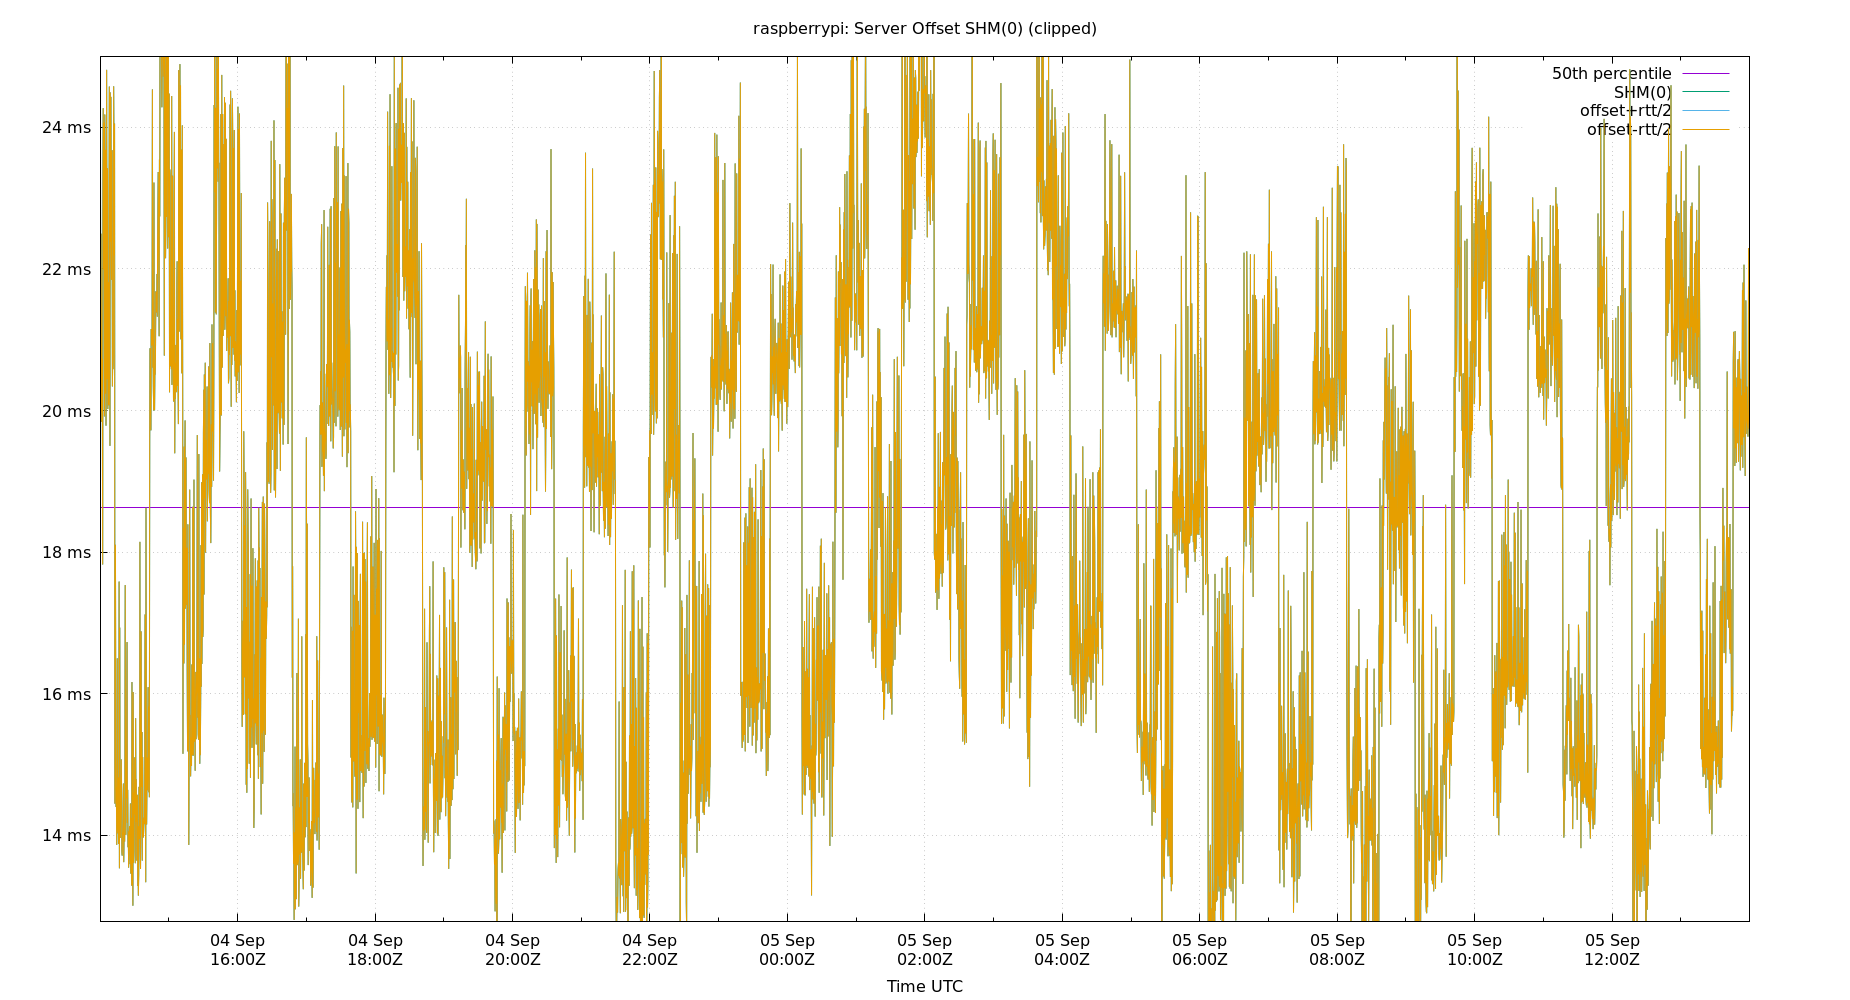 raspberrypi: Server Offset SHM(0) (clipped)
50th percentile
SHM(0)
offset+rtt/2
offset-rtt/2
24 ms
22 ms
20 ms
18 ms
16 ms
14 ms
04 Sep 04 Sep 04 Sep 04 Sep 05 Sep 05 Sep 05 Sep 05 Sep 05 Sep 05 Sep 05 Sep
16:00Z 18:00Z 20:00Z 22:00Z 00:00Z 02:00Z 04:00Z 06:00Z 08:00Z 10:00Z 12:00Z
Time UTC